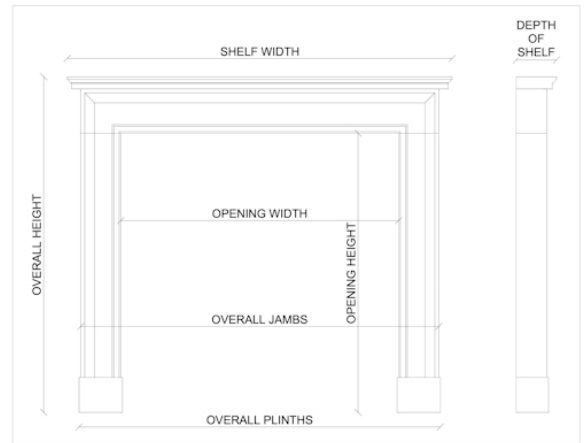 DEPTH
OF
SHELF
SHELF WIDTH
OVERALL HEIGHT
OPENING WIDTH
OPENING HEIGHT
OVERALL JAMBS
OVERALL PLINTHS